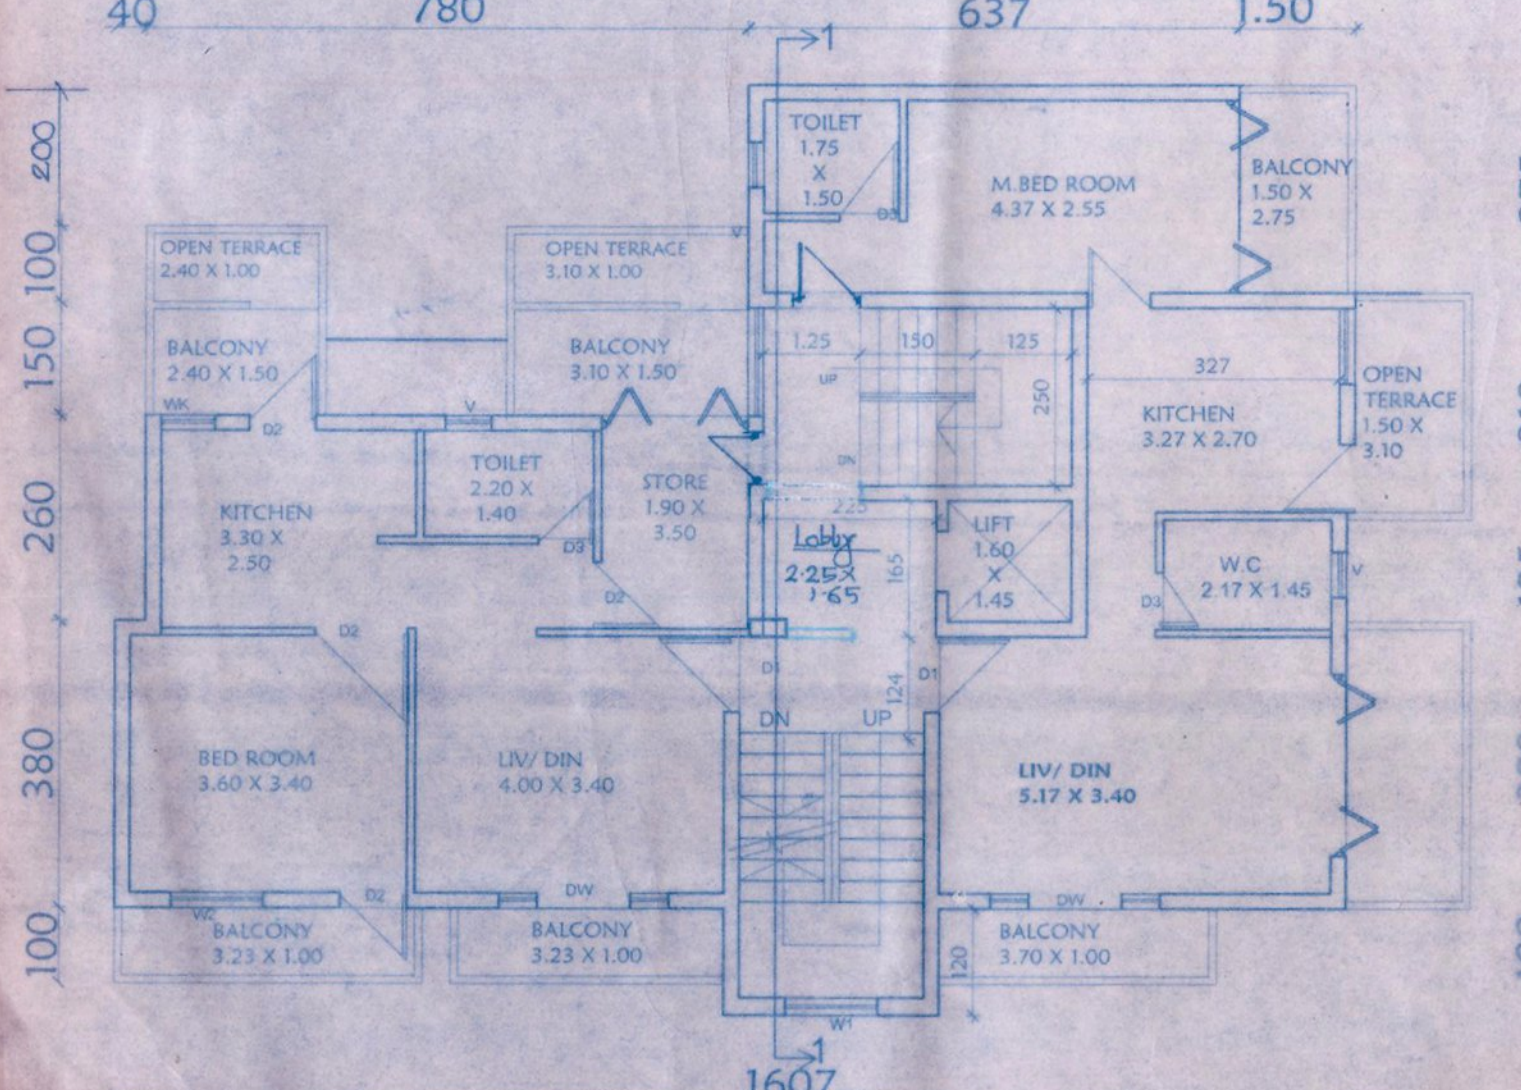 40
780
637
1.50
1
200
100
150
260
380
100
TOILET
1.75
X
1.50
D3
M.BED ROOM
4.37 X 2.55
BALCONY
1.50 X
2.75
OPEN TERRACE
2.40 X 1.00
OPEN TERRACE
3.10 X 1.00
V
BALCONY
2.40 X 1.50
BALCONY
3.10 X 1.50
1.25
150
125
UP
250
DN
327
KITCHEN
3.27 X 2.70
OPEN
TERRACE
1.50 X
3.10
WK
D2
V
KITCHEN
3.30 X
2.50
TOILET
2.20 X
1.40
D3
STORE
1.90 X
3.50
D2
225
Lobby
2.25X
1.65
165
LIFT
1.60
X
1.45
W.C
2.17 X 1.45
V
D3
D2
D1
D1
124
DN
UP
BED ROOM
3.60 X 3.40
LIV/ DIN
4.00 X 3.40
LIV/ DIN
5.17 X 3.40
W2
D2
DW
DW
BALCONY
3.23 X 1.00
BALCONY
3.23 X 1.00
BALCONY
3.70 X 1.00
120
W1
1
1607